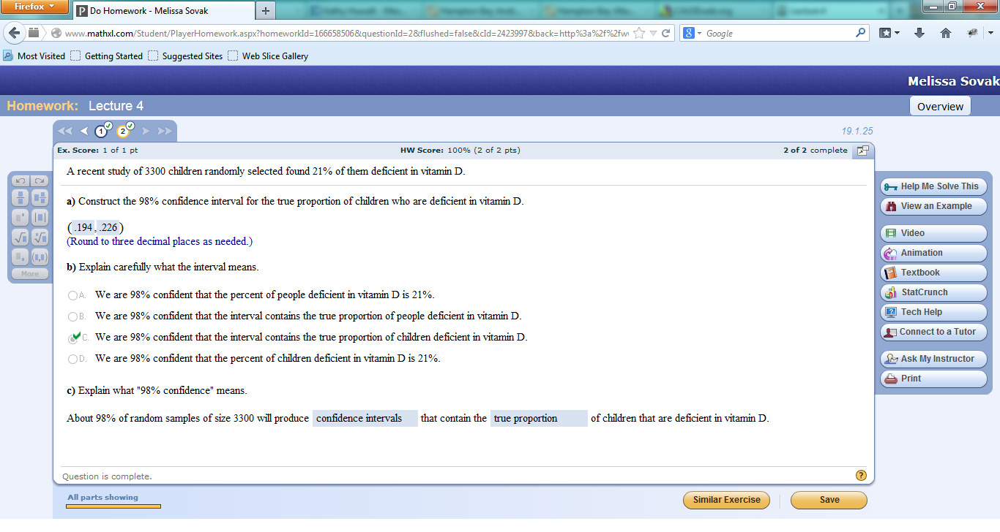 Firefox
Do Homework - Melissa Sovak
www.mathxl.com/Student/PlayerHomework.aspx?homeworkId=166658506&questionId=2&flushed=false&cId=2423997&back=http%3a%2f%2fw
Google
Most Visited Getting Started Suggested Sites Web Slice Gallery
Melissa Sovak
Homework: Lecture 4
Overview
1 2
19.1.25
Ex. Score: 1 of 1 pt HW Score: 100% (2 of 2 pts) 2 of 2 complete
A recent study of 3300 children randomly selected found 21% of them deficient in vitamin D.
a) Construct the 98% confidence interval for the true proportion of children who are deficient in vitamin D.
( .194 , .226 )
(Round to three decimal places as needed.)
b) Explain carefully what the interval means.
A. We are 98% confident that the percent of people deficient in vitamin D is 21%.
B. We are 98% confident that the interval contains the true proportion of people deficient in vitamin D.
C. We are 98% confident that the interval contains the true proportion of children deficient in vitamin D.
D. We are 98% confident that the percent of children deficient in vitamin D is 21%.
c) Explain what "98% confidence" means.
About 98% of random samples of size 3300 will produce confidence intervals that contain the true proportion of children that are deficient in vitamin D.
Question is complete.
?
All parts showing
Similar Exercise
Save
More
Help Me Solve This
View an Example
Video
Animation
Textbook
StatCrunch
Tech Help
Connect to a Tutor
Ask My Instructor
Print